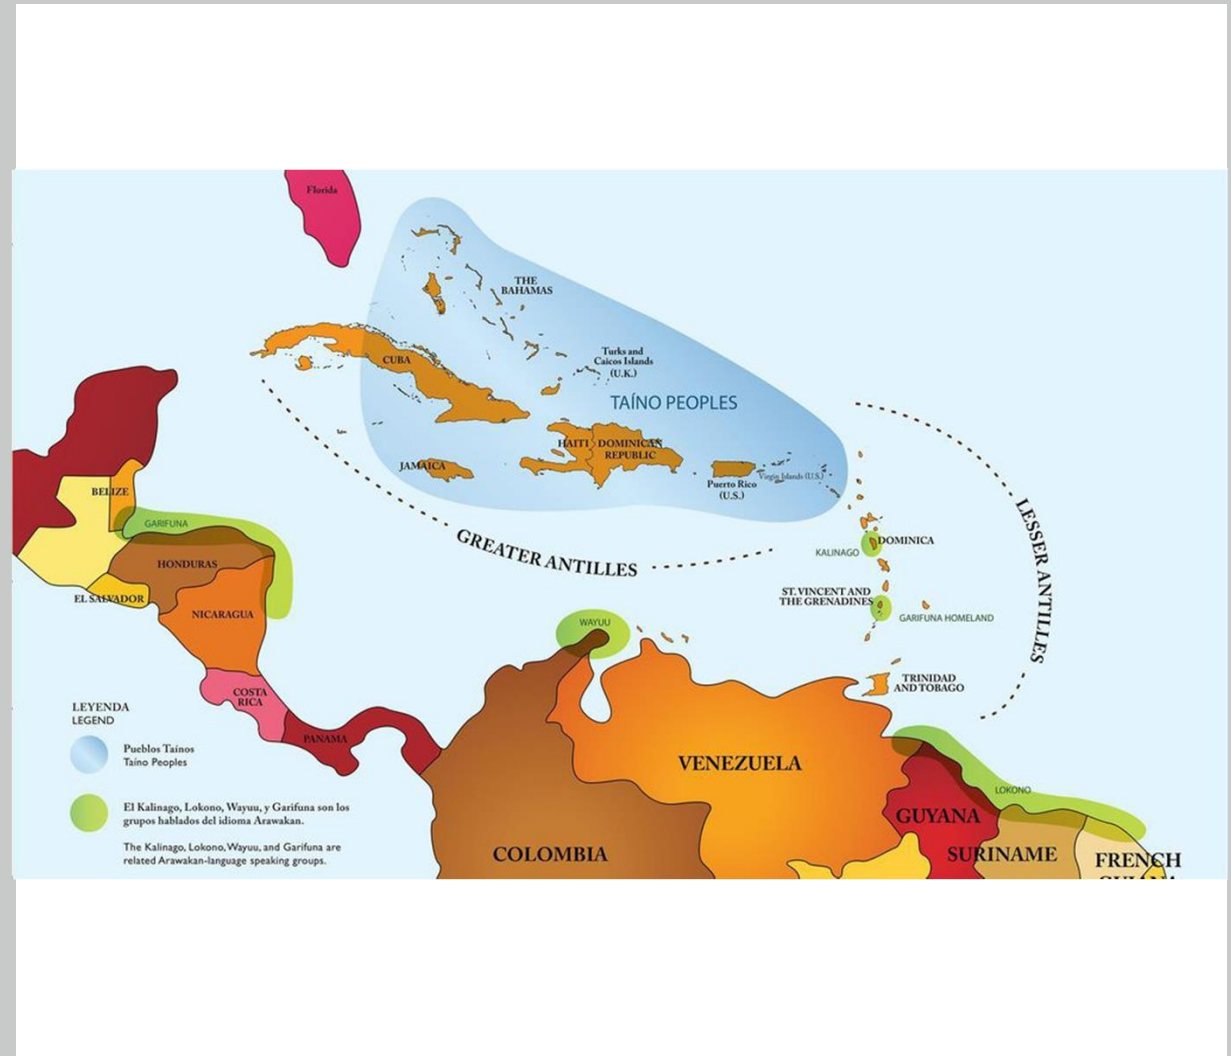 Florida
THE
BAHAMAS
CUBA
Turks and
Caicos Islands
(U.K.)
TAÍNO PEOPLES
HAITI
DOMINICAN
REPUBLIC
JAMAICA
Puerto Rico
(U.S.)
Virgin Islands (U.S.)
BELIZE
GARIFUNA
HONDURAS
EL SALVADOR
NICARAGUA
GREATER ANTILLES
LESSER ANTILLES
KALINAGO
DOMINICA
ST. VINCENT AND
THE GRENADINES
GARIFUNA HOMELAND
WAYUU
TRINIDAD
AND TOBAGO
COSTA
RICA
PANAMA
VENEZUELA
COLOMBIA
LOKONO
GUYANA
SURINAME
FRENCH
LEYENDA
LEGEND
Pueblos Taínos
Taíno Peoples
El Kalinago, Lokono, Wayuu, y Garifuna son los
grupos hablados del idioma Arawakan.
The Kalinago, Lokono, Wayuu, and Garifuna are
related Arawakan-language speaking groups.